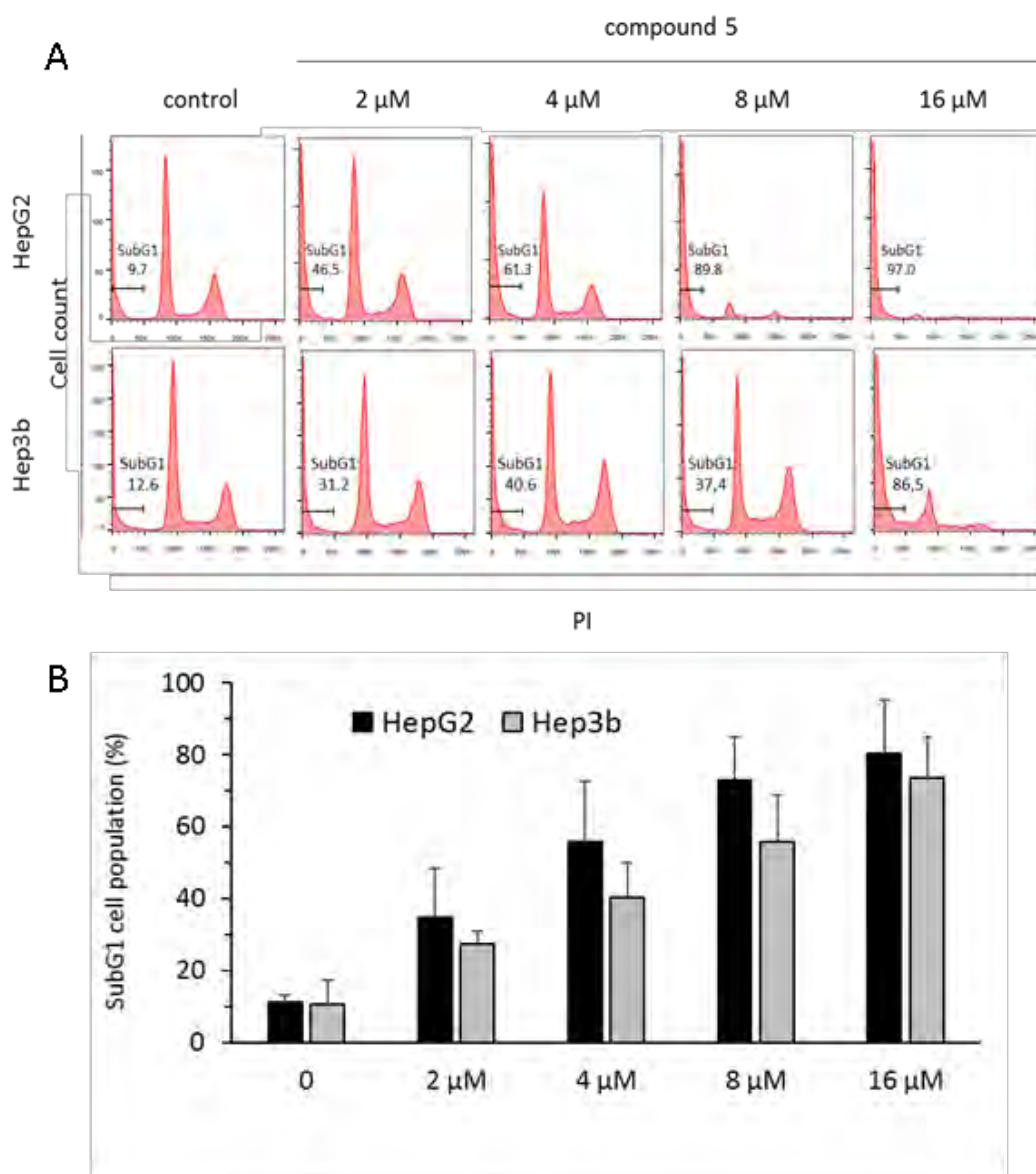 A
compound 5
control 2 µM 4 µM 8 µM 16 µM
HepG2
SubG1 SubG1 SubG1 SubG1 SubG1
9.7 46.5 61.3 89.8 97.0
Cell count
Hep3b
SubG1 SubG1 SubG1 SubG1 SubG1
12.6 31.2 40.6 37,4 86,5
PI
B
SubG1 cell population (%)
100
80
60
40
20
0
HepG2 Hep3b
0 2 µM 4 µM 8 µM 16 µM